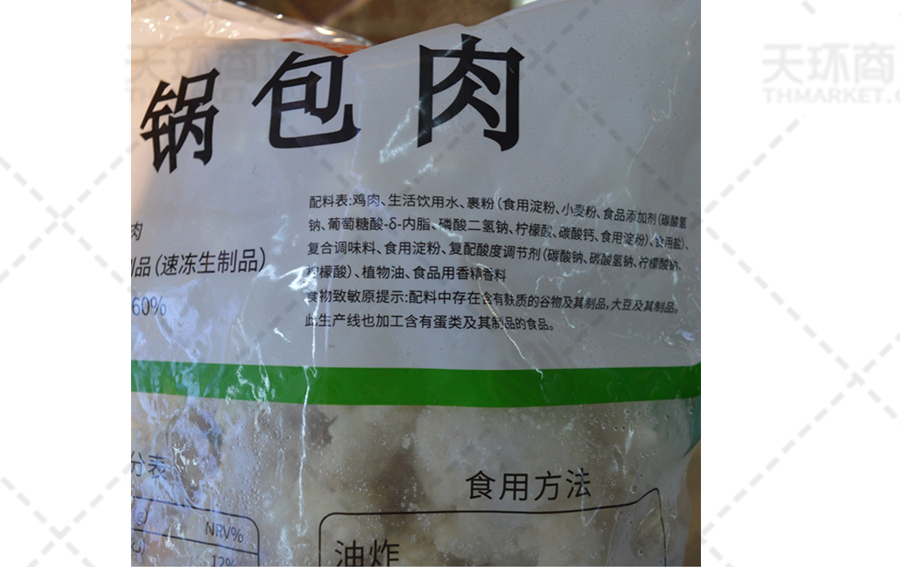 天环商
THMARKET.C
锅包肉
配料表:鸡肉、生活饮用水、裹粉(食用淀粉、小麦粉、食品添加剂(碳酸氢
钠、葡萄糖酸-δ-内脂、磷酸二氢钠、柠檬酸、碳酸钙、食用淀粉)、食用盐)、
复合调味料、食用淀粉、复配酸度调节剂(碳酸钠、碳酸氢钠、柠檬酸钠、
柠檬酸)、植物油、食品用香精香料
食物致敏原提示:配料中存在含有麸质的谷物及其制品,大豆及其制品。
此生产线也加工含有蛋类及其制品的食品。
肉
制品(速冻生制品)
60%
分表
NRV%
12%
食用方法
油炸